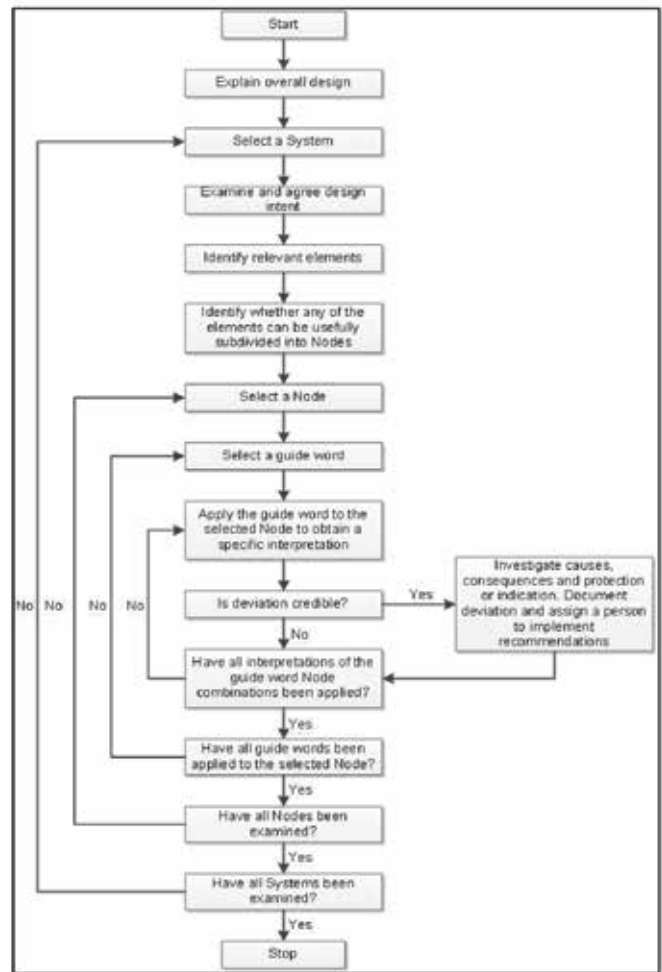 Start
Explain overall design
Select a System
Examine and agree design
intent
Identify relevant elements
Identify whether any of the
elements can be usefully
subdivided into Nodes
Select a Node
Select a guide word
Apply the guide word to the
selected Node to obtain a
specific interpretation
Is deviation credible?
Yes
Investigate causes,
consequences and protection
or indication. Document
deviation and assign a person
to implement
recommendations
No
No
No
No
No
Have all interpretations of the
guide word Node
combinations been applied?
Yes
Have all guide words been
applied to the selected Node?
Yes
Have all Nodes been
examined?
Yes
Have all Systems been
examined?
Yes
Stop